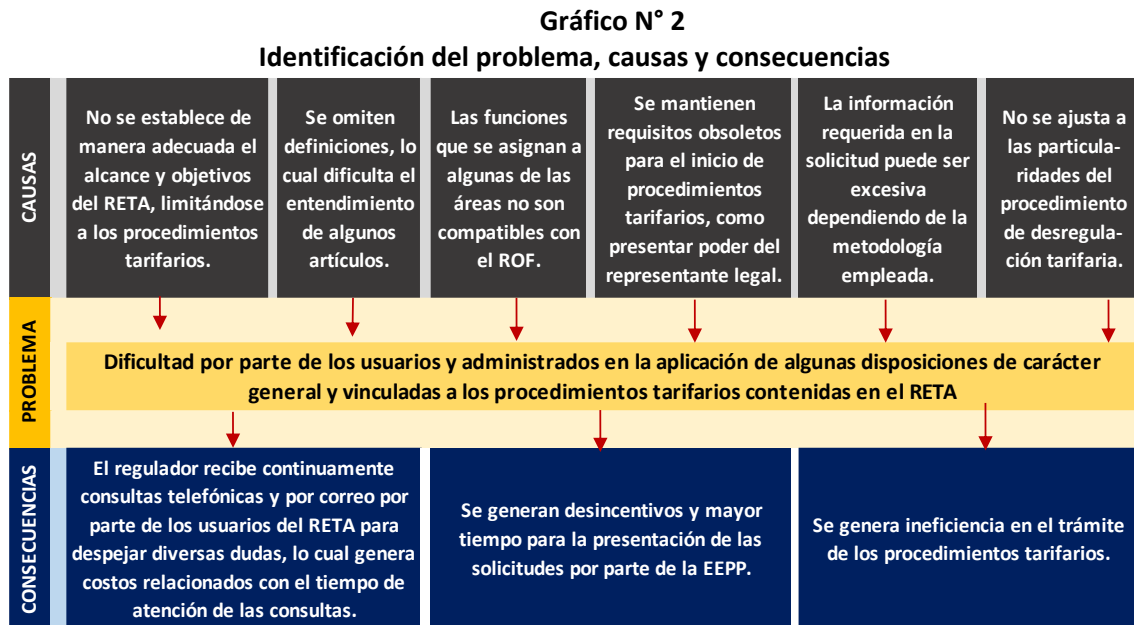 Gráfico N° 2
Identificación del problema, causas y consecuencias
CAUSAS
No se establece de
manera adecuada el
alcance y objetivos
del RETA, limitándose
a los procedimientos
tarifarios.
Se omiten
definiciones, lo
cual dificulta el
entendimiento
de algunos
artículos.
Las funciones
que se asignan a
algunas de las
áreas no son
compatibles con
el ROF.
Se mantienen
requisitos obsoletos
para el inicio de
procedimientos
tarifarios, como
presentar poder del
representante legal.
La información
requerida en la
solicitud puede ser
excesiva
dependiendo de la
metodología
empleada.
No se ajusta a
las particula-
ridades del
procedimiento
de desregula-
ción tarifaria.
PROBLEMA
Dificultad por parte de los usuarios y administrados en la aplicación de algunas disposiciones de carácter
general y vinculadas a los procedimientos tarifarios contenidas en el RETA
CONSECUENCIAS
El regulador recibe continuamente
consultas telefónicas y por correo por
parte de los usuarios del RETA para
despejar diversas dudas, lo cual genera
costos relacionados con el tiempo de
atención de las consultas.
Se generan desincentivos y mayor
tiempo para la presentación de las
solicitudes por parte de la EEPP.
Se genera ineficiencia en el trámite
de los procedimientos tarifarios.